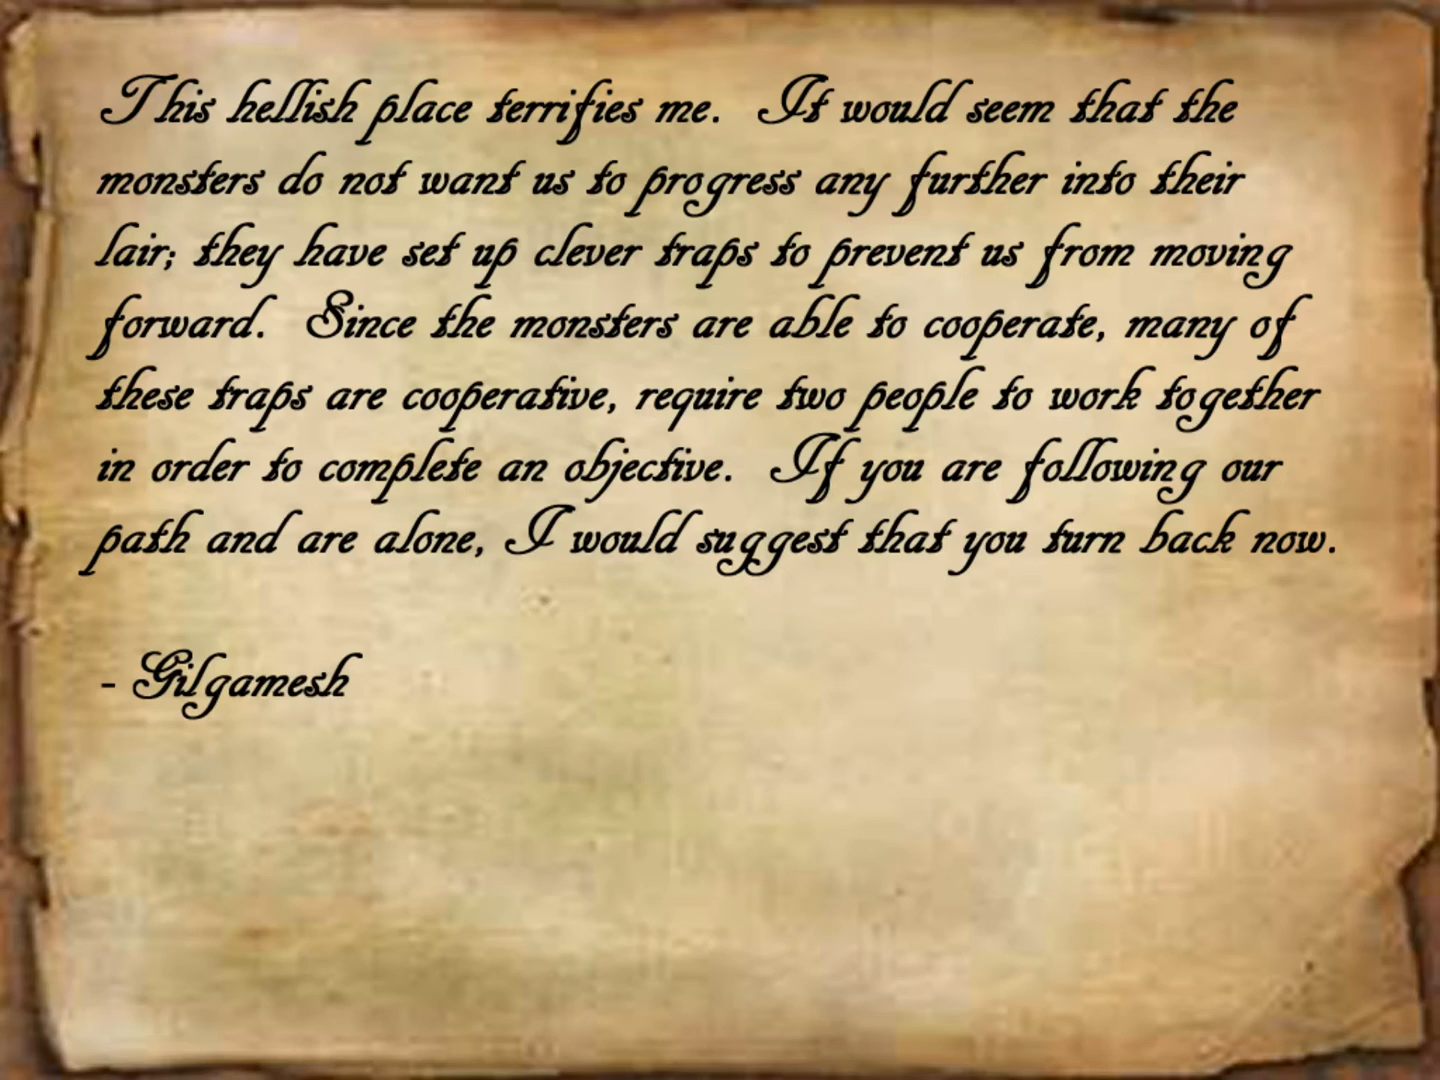 This hellish place terrifies me.  It would seem that the
monsters do not want us to progress any further into their
lair; they have set up clever traps to prevent us from moving
forward.  Since the monsters are able to cooperate, many of
these traps are cooperative, require two people to work together
in order to complete an objective.  If you are following our
path and are alone, I would suggest that you turn back now.
- Gilgamesh